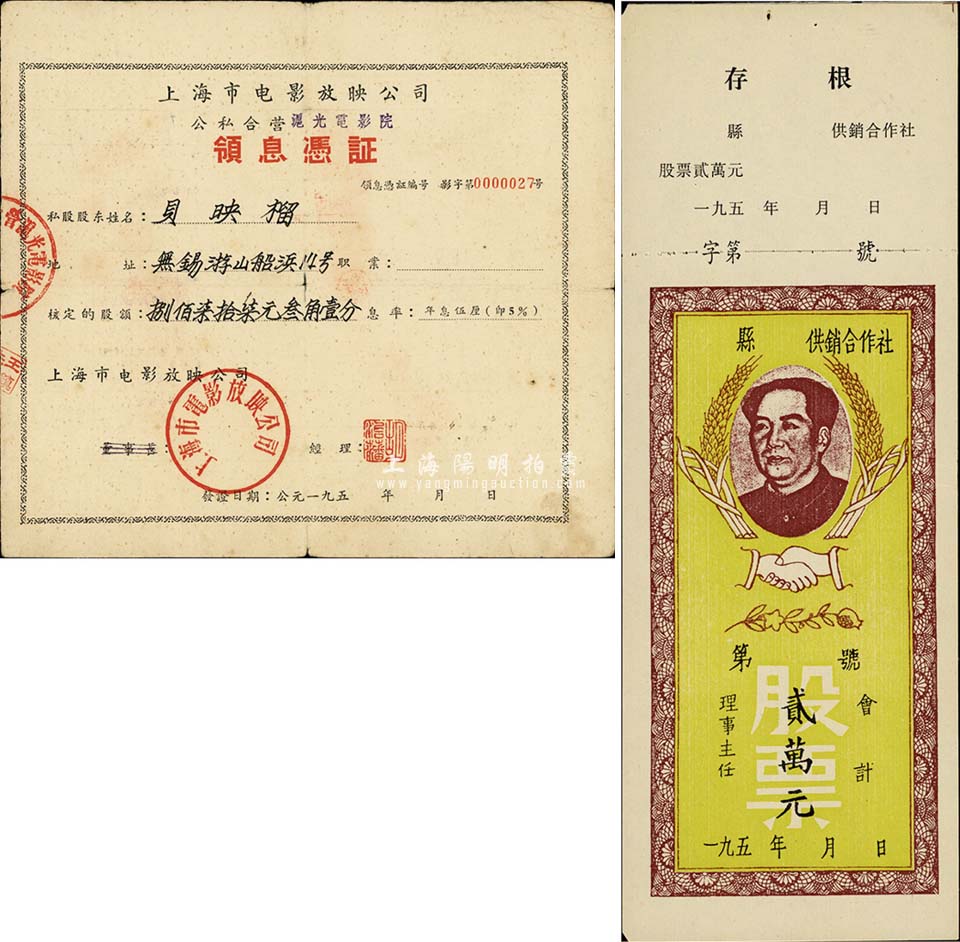 上海市电影放映公司
公私合营滬光電影院
領息憑証
領息憑証編号 影字第0000027号
私股股东姓名：貝映榴
地址：無錫游山船浜14号 职業：
核定的股額：捌佰柒拾柒元叁角壹分 息率：年息伍厘（即5%）
上海市电影放映公司
上海市電影放映公司
董事長： 經理：
發證日期：公元一九五 年 月 日
上海陽明拍賣
www.yangmingauction.com
存根
縣 供銷合作社
股票貳萬元
一九五 年 月 日
字第 號
縣 供銷合作社
第 號
股票
貳萬元
理事主任
會計
一九五 年 月 日